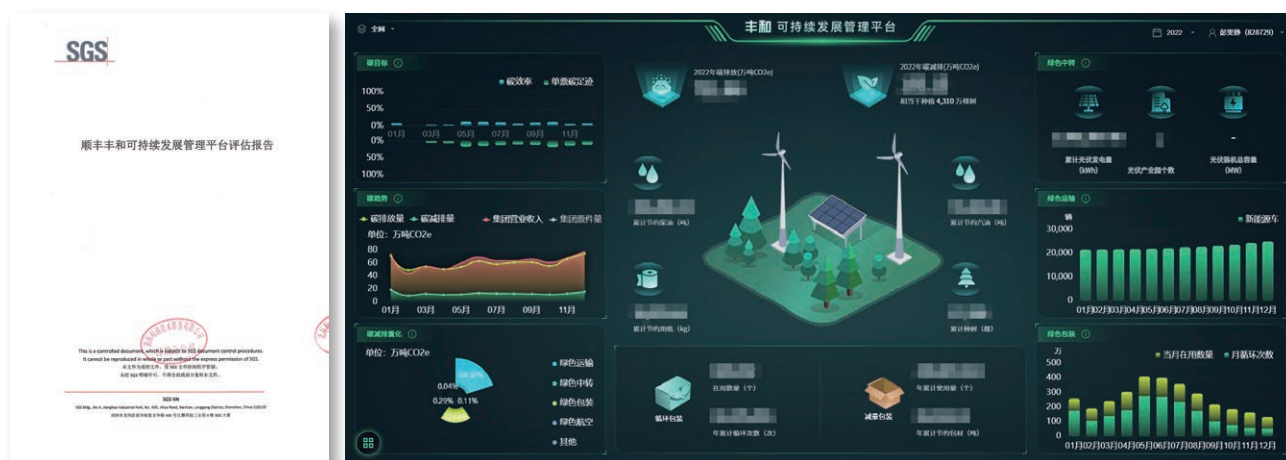 SGS
顺丰丰和可持续发展管理平台评估报告
This is a controlled document, which is subject to SGS document control procedures.
It cannot be reproduced in whole or part without the express permission of SGS.
SGS KN
全网
丰和 可持续发展管理平台
2022
(828729)
碳目标
碳效率 单票碳足迹
100%
50%
0%
01月 03月 05月 07月 09月 11月
0%
50%
100%
碳趋势
碳排放量 碳减排量 集团营业收入 集团票件量
单位：万吨CO2e
80
60
40
20
0
01月 03月 05月 07月 09月 11月
碳减排量化
单位：万吨CO2e
0.04%
0.29% 0.11%
绿色运输
绿色中转
绿色包装
绿色航空
其他
2022年碳排放(万吨CO2e)
2022年碳减排(万吨CO2e)
相当于种植 4,310 万棵树
累计节约柴油 (吨)
累计节约汽油 (吨)
累计节约用纸 (kg)
累计种树 (棵)
循环包装
在用数量 (个)
年累计循环次数 (次)
减量包装
年累计使用量 (个)
年累计节约包材 (吨)
绿色中转
累计光伏发电量
(kWh)
光伏产业园个数
-
光伏装机总容量
(MW)
绿色运输
辆
新能源车
30,000
20,000
10,000
0
01月02月03月04月05月06月07月08月09月10月11月12月
绿色包装
万
当月在用数量 月循环次数
500
400
300
200
100
0
01月02月03月04月05月06月07月08月09月10月11月12月